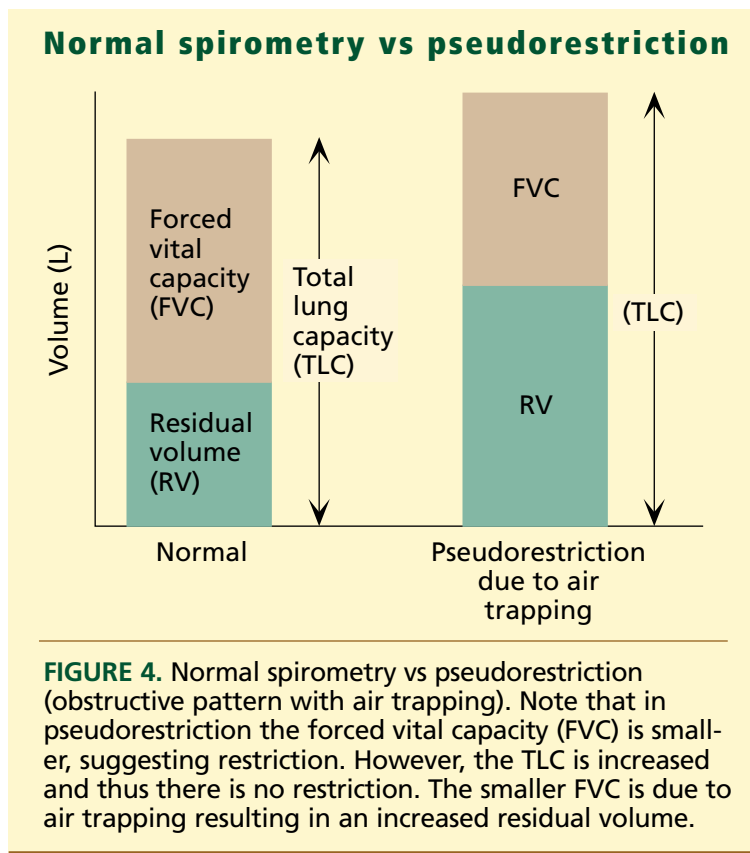 Normal spirometry vs pseudorestriction
Volume (L)
Forced
vital
capacity
(FVC)
Residual
volume
(RV)
Total
lung
capacity
(TLC)
FVC
RV
(TLC)
Normal
Pseudorestriction
due to air
trapping
FIGURE 4. Normal spirometry vs pseudorestriction
(obstructive pattern with air trapping). Note that in
pseudorestriction the forced vital capacity (FVC) is small-
er, suggesting restriction. However, the TLC is increased
and thus there is no restriction. The smaller FVC is due to
air trapping resulting in an increased residual volume.